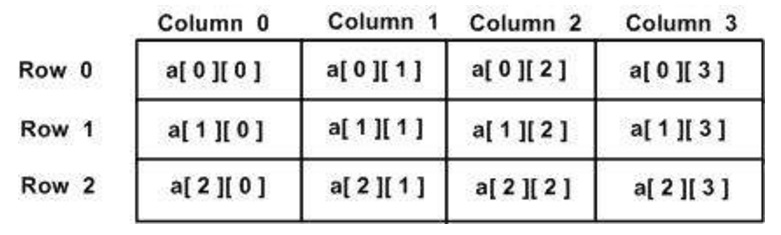 Column 0 Column 1 Column 2 Column 3
Row 0 a[ 0 ][ 0 ] a[ 0 ][ 1 ] a[ 0 ][ 2 ] a[ 0 ][ 3 ]
Row 1 a[ 1 ][ 0 ] a[ 1 ][ 1 ] a[ 1 ][ 2 ] a[ 1 ][ 3 ]
Row 2 a[ 2 ][ 0 ] a[ 2 ][ 1 ] a[ 2 ][ 2 ] a[ 2 ][ 3 ]